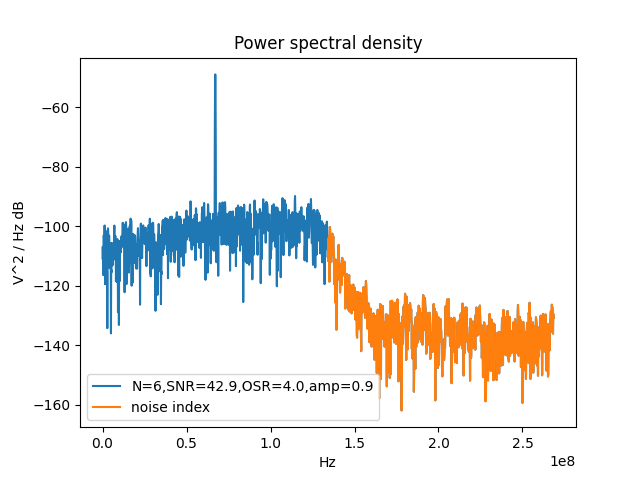 Power spectral density
V^2 / Hz dB
−60
−80
−100
−120
−140
−160
N=6,SNR=42.9,OSR=4.0,amp=0.9
noise index
0.0
0.5
1.0
1.5
2.0
2.5
1e8
Hz